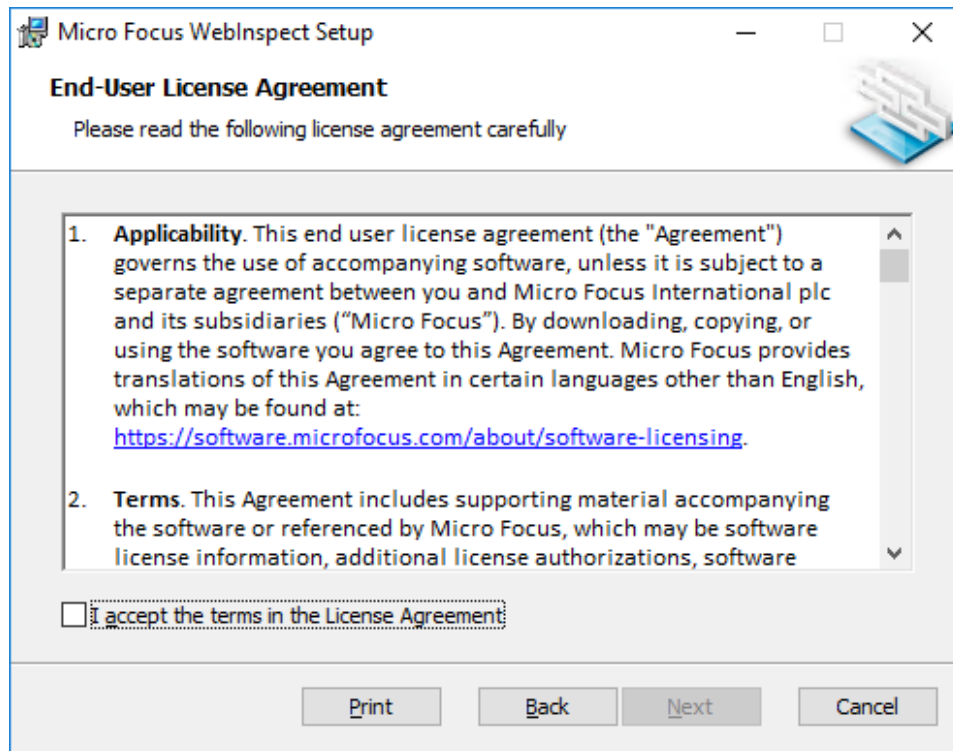 Micro Focus WebInspect Setup
End-User License Agreement
Please read the following license agreement carefully
1. Applicability. This end user license agreement (the "Agreement")
governs the use of accompanying software, unless it is subject to a
separate agreement between you and Micro Focus International plc
and its subsidiaries (“Micro Focus”). By downloading, copying, or
using the software you agree to this Agreement. Micro Focus provides
translations of this Agreement in certain languages other than English,
which may be found at:
https://software.microfocus.com/about/software-licensing.
2. Terms. This Agreement includes supporting material accompanying
the software or referenced by Micro Focus, which may be software
license information, additional license authorizations, software
I accept the terms in the License Agreement
Print Back Next Cancel